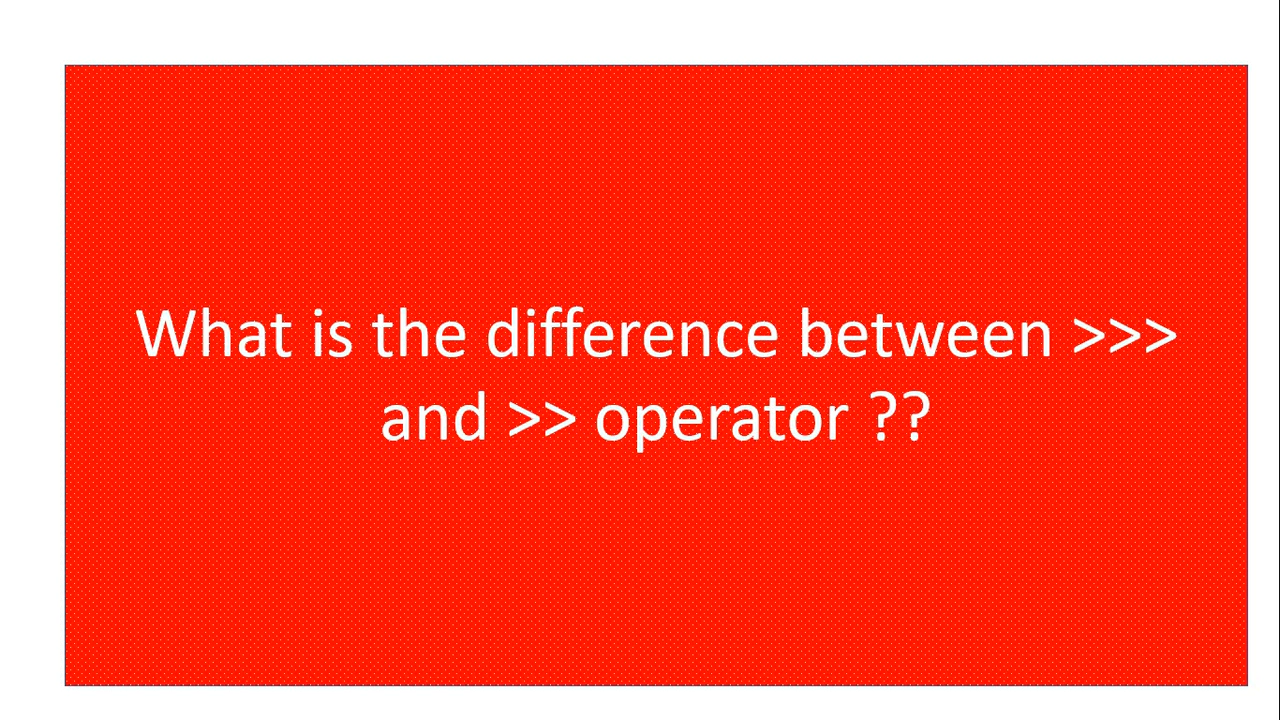 What is the difference between >>>
and >> operator ??